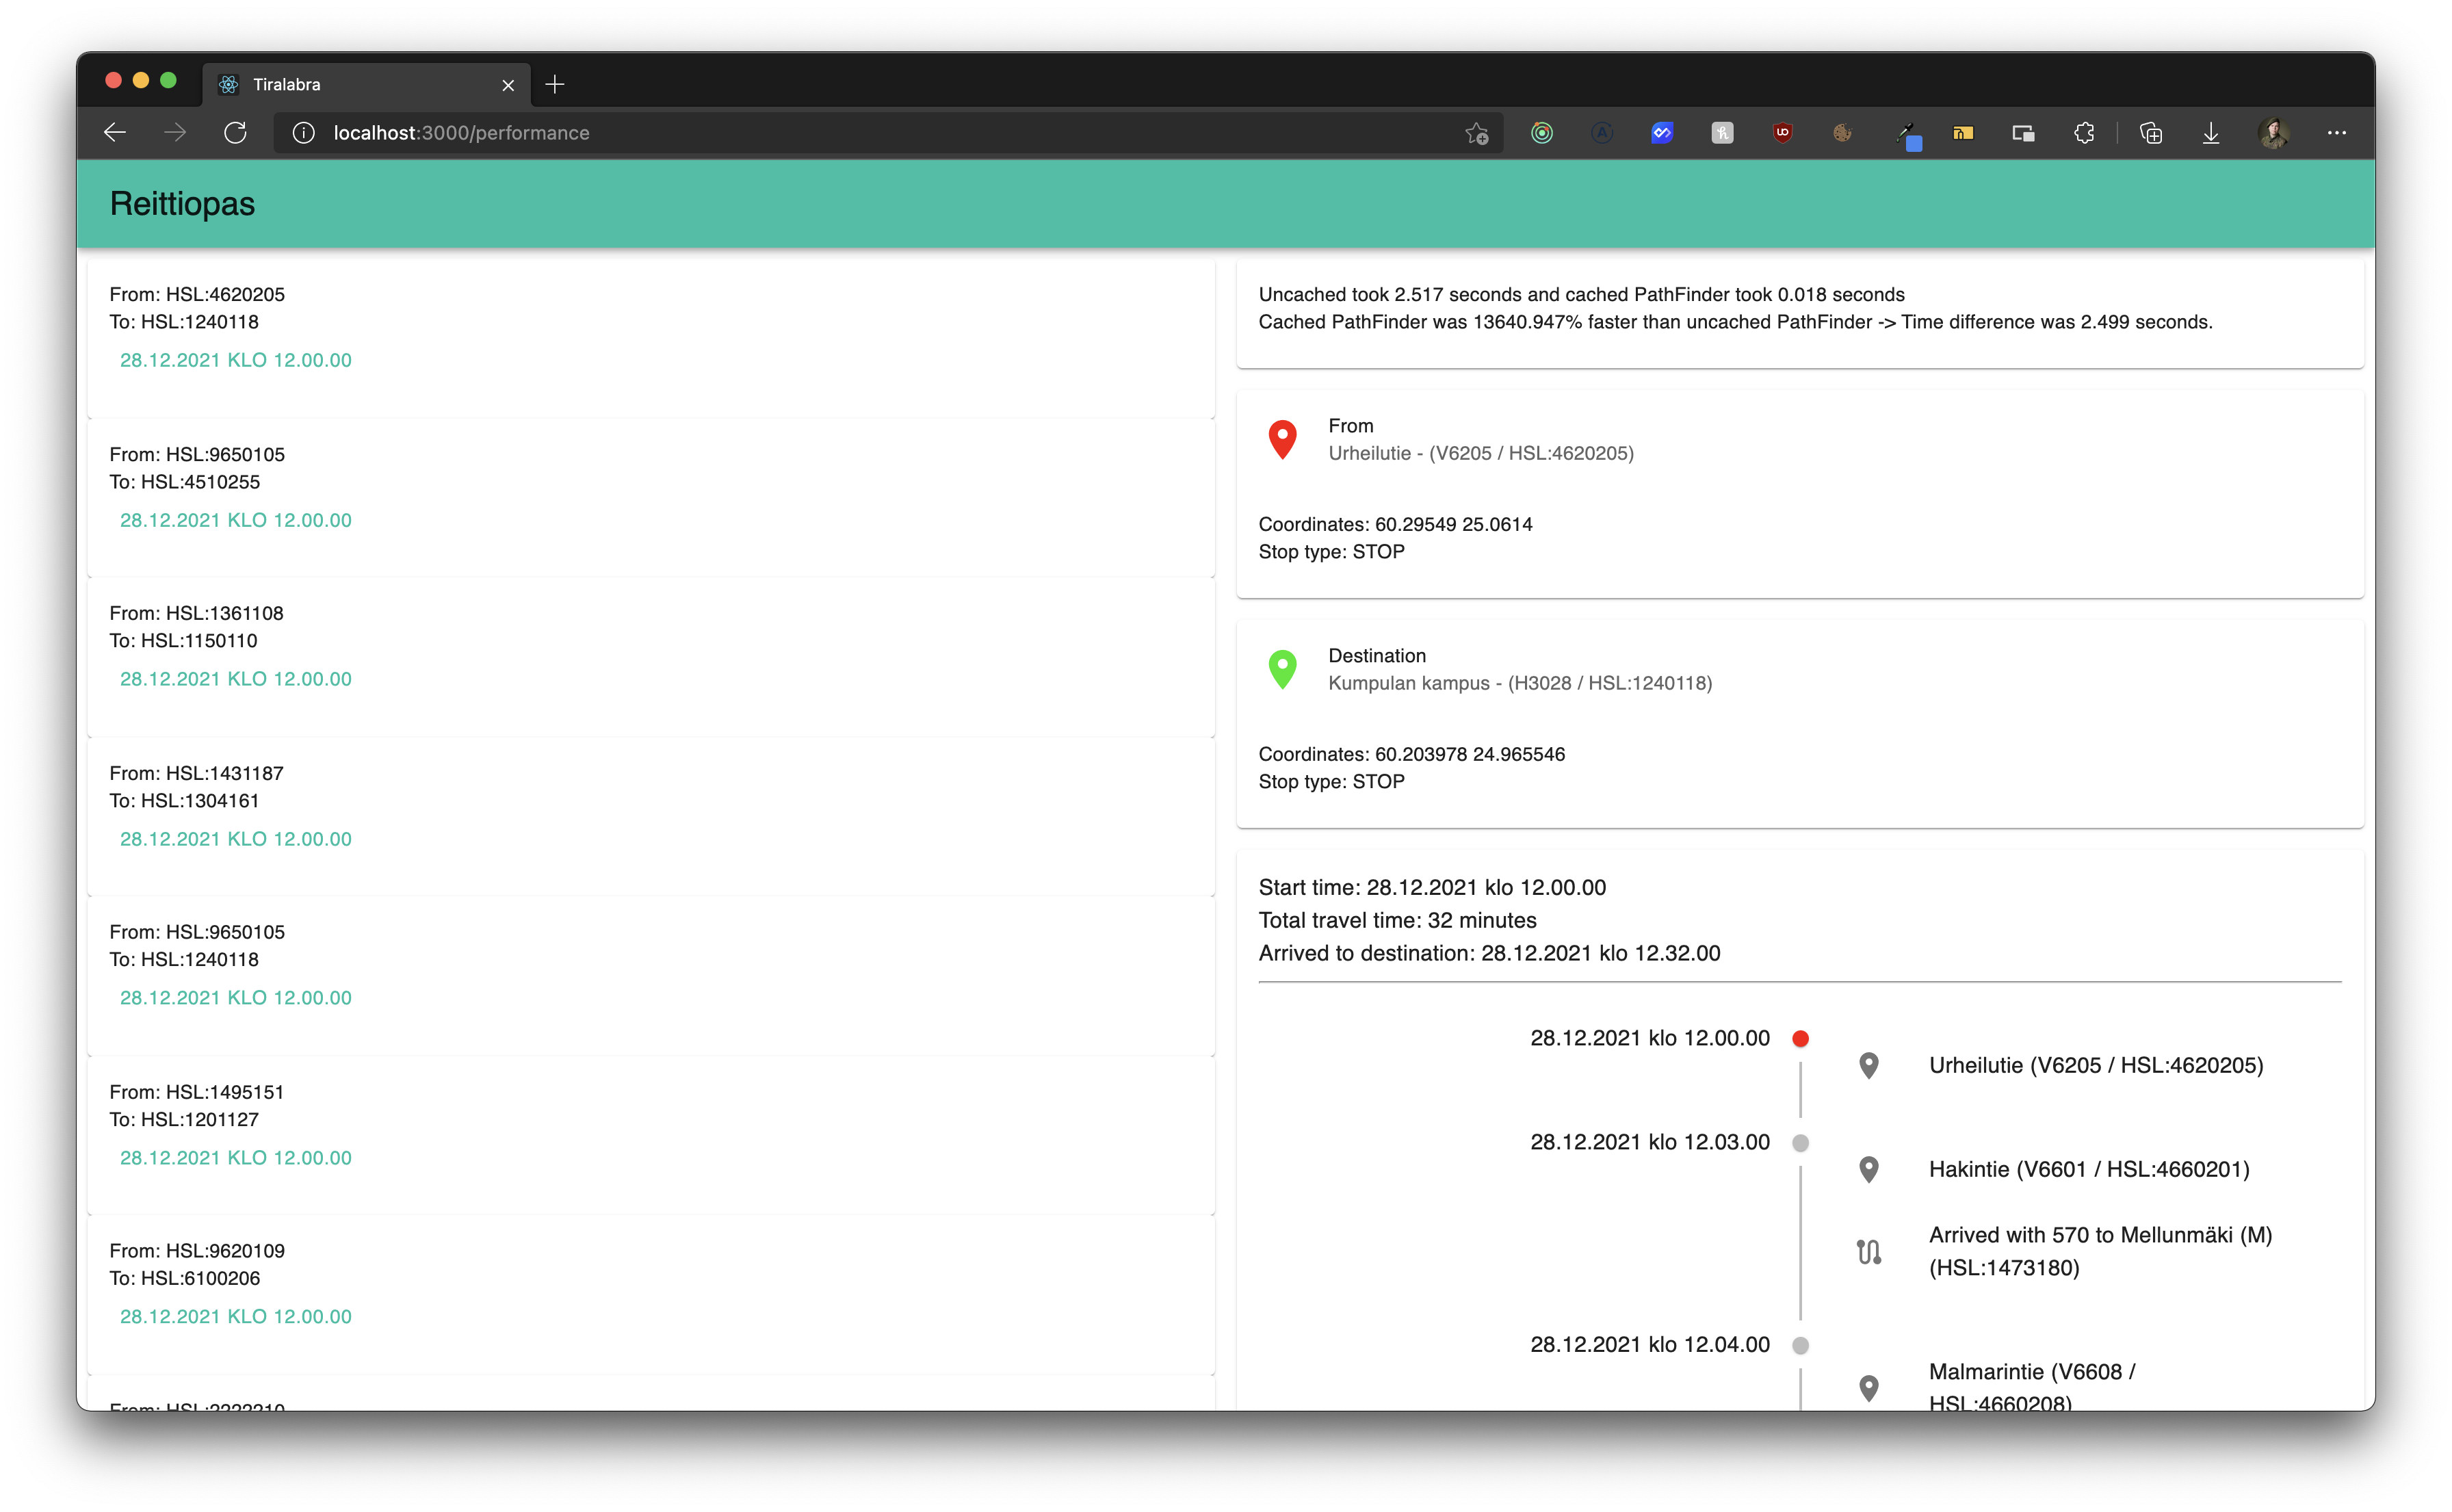 Tiralabra
localhost:3000/performance
Reittiopas
From: HSL:4620205
To: HSL:1240118
28.12.2021 KLO 12.00.00
From: HSL:9650105
To: HSL:4510255
28.12.2021 KLO 12.00.00
From: HSL:1361108
To: HSL:1150110
28.12.2021 KLO 12.00.00
From: HSL:1431187
To: HSL:1304161
28.12.2021 KLO 12.00.00
From: HSL:9650105
To: HSL:1240118
28.12.2021 KLO 12.00.00
From: HSL:1495151
To: HSL:1201127
28.12.2021 KLO 12.00.00
From: HSL:9620109
To: HSL:6100206
28.12.2021 KLO 12.00.00
From:
Uncached took 2.517 seconds and cached PathFinder took 0.018 seconds
Cached PathFinder was 13640.947% faster than uncached PathFinder -> Time difference was 2.499 seconds.
From
Urheilutie - (V6205 / HSL:4620205)
Coordinates: 60.29549 25.0614
Stop type: STOP
Destination
Kumpulan kampus - (H3028 / HSL:1240118)
Coordinates: 60.203978 24.965546
Stop type: STOP
Start time: 28.12.2021 klo 12.00.00
Total travel time: 32 minutes
Arrived to destination: 28.12.2021 klo 12.32.00
28.12.2021 klo 12.00.00
Urheilutie (V6205 / HSL:4620205)
28.12.2021 klo 12.03.00
Hakintie (V6601 / HSL:4660201)
Arrived with 570 to Mellunmäki (M)
(HSL:1473180)
28.12.2021 klo 12.04.00
Malmarintie (V6608 /
HSL:4660208)